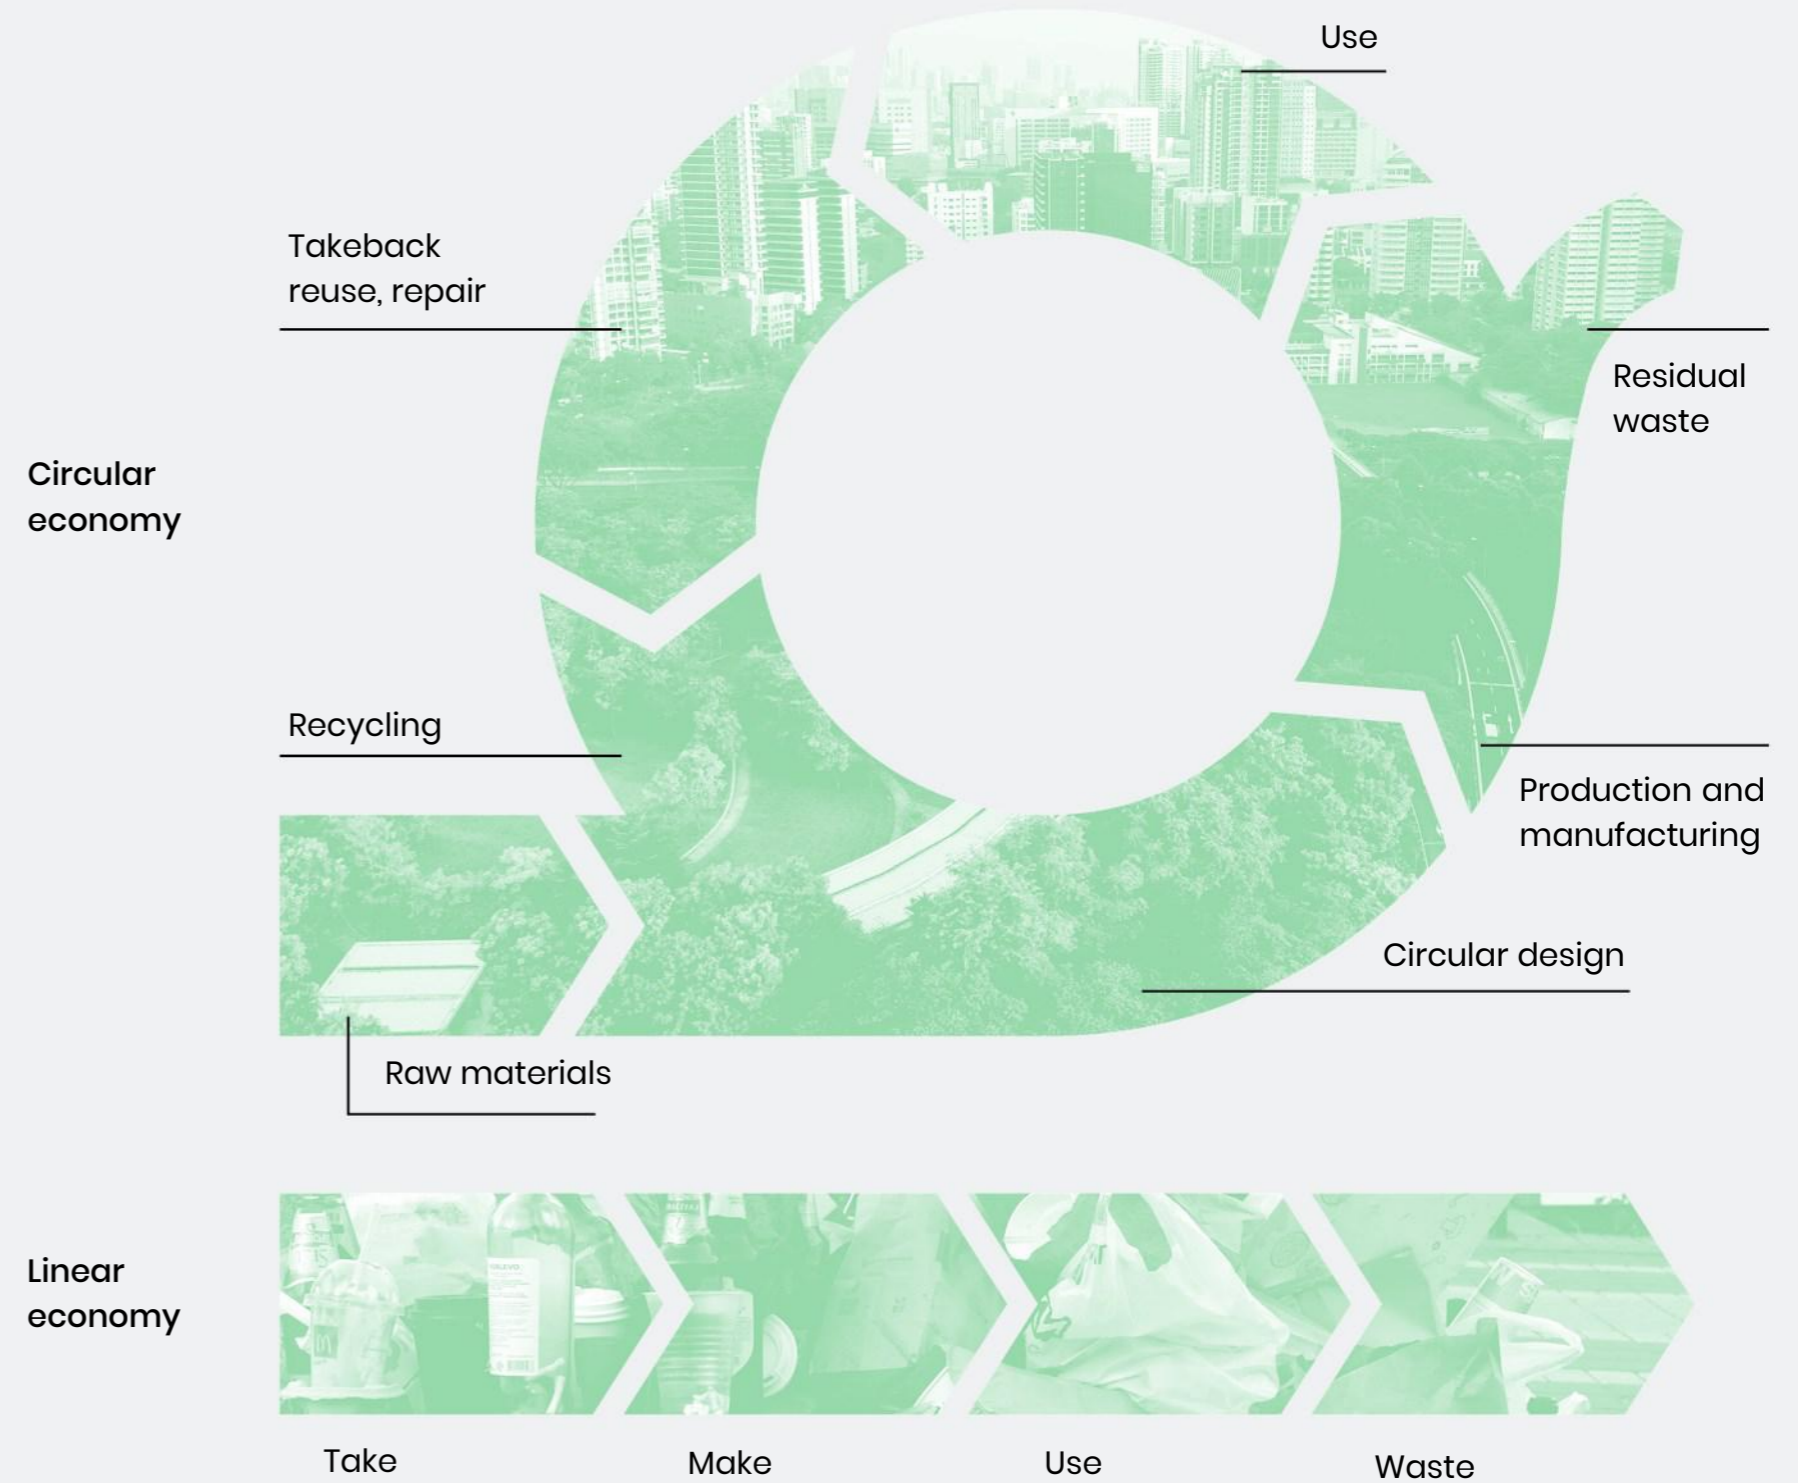 Use
Takeback
reuse, repair
Residual
waste
Circular
economy
Recycling
Production and
manufacturing
Circular design
Raw materials
Linear
economy
Take
Make
Use
Waste